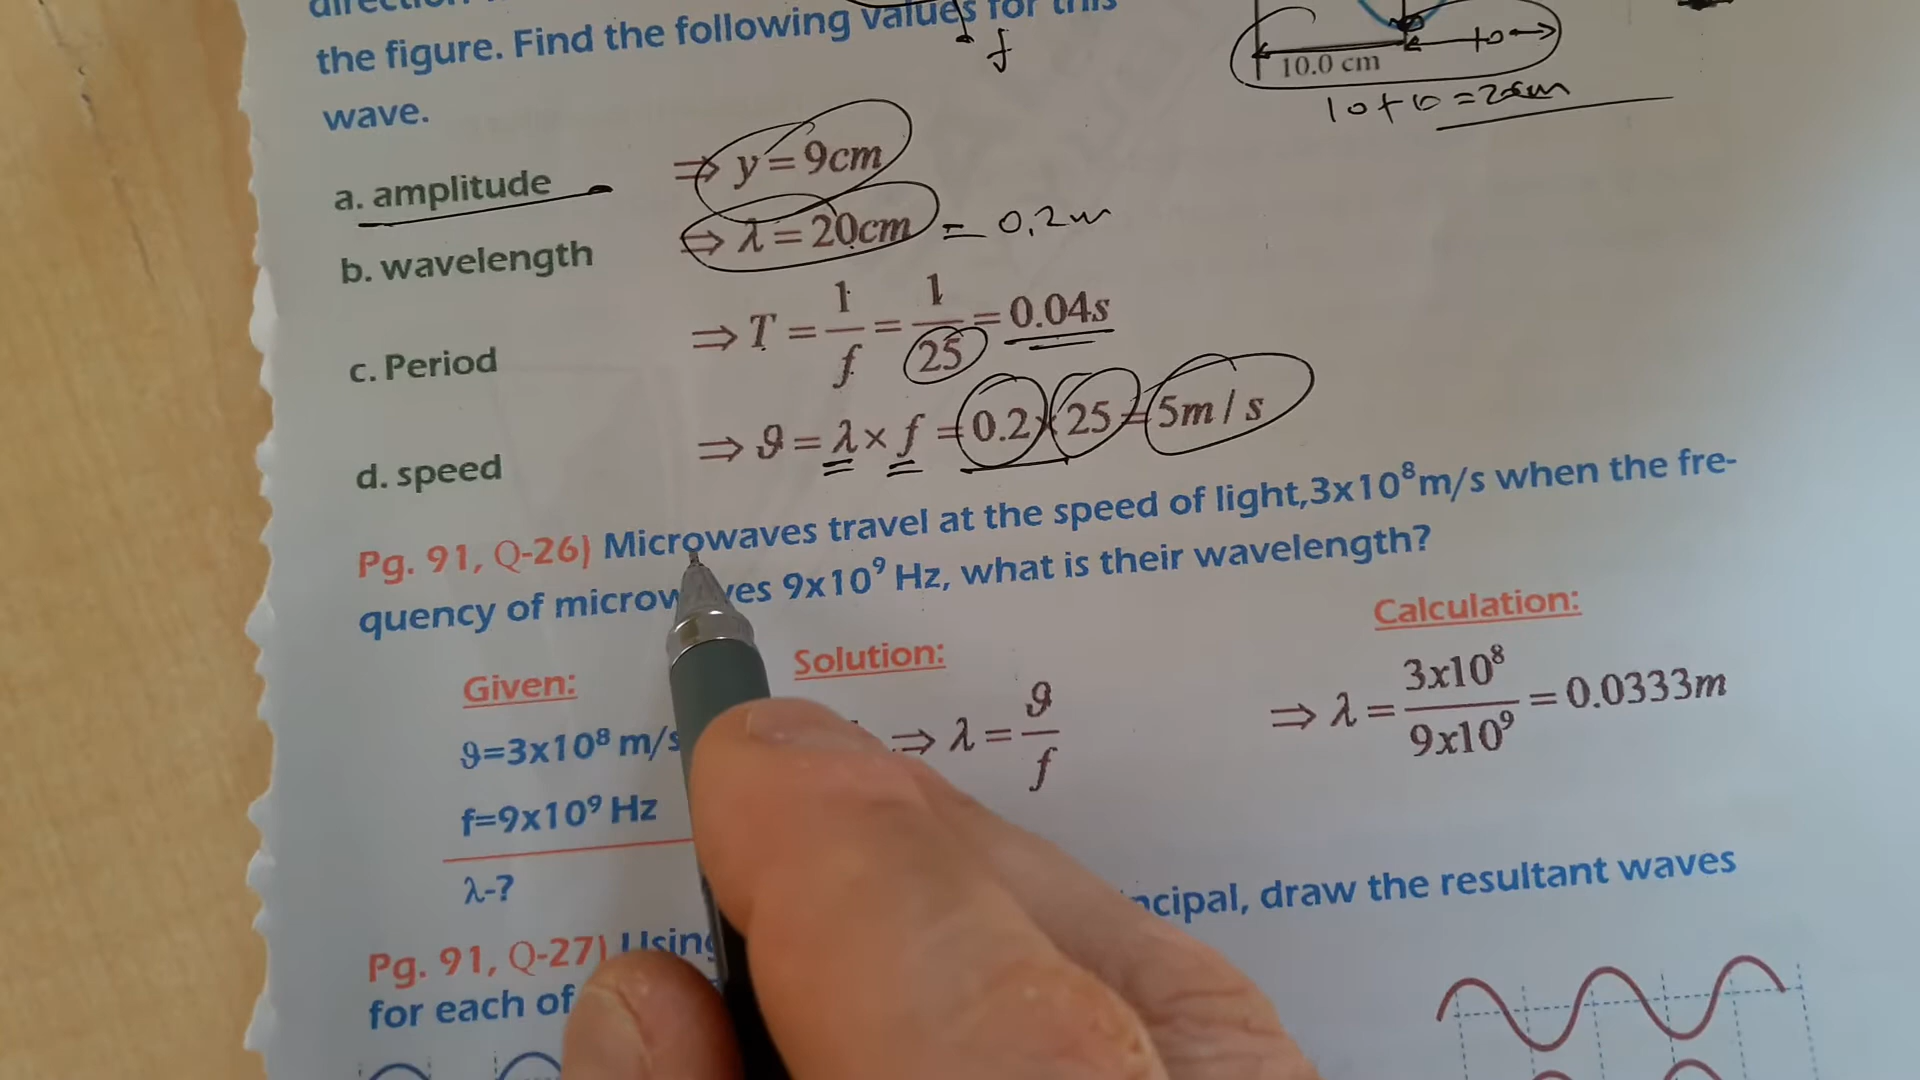 the figure. Find the following values for this
f
10.0 cm
10
wave.
10+10=20cm
a. amplitude ⇒ y=9cm
b. wavelength ⇒ λ=20cm = 0,2m
c. Period ⇒ T = 1/f = 1/25 = 0.04s
d. speed ⇒ ϑ = λ × f = 0.2 × 25 = 5m/s
Pg. 91, Q-26) Microwaves travel at the speed of light,3x10⁸m/s when the fre-
quency of microwaves 9x10⁹ Hz, what is their wavelength?
Given: Solution: Calculation:
ϑ=3x10⁸ m/s ⇒ λ = ϑ/f ⇒ λ = 3x10⁸/9x10⁹ = 0.0333m
f=9x10⁹ Hz
λ-?
Pg. 91, Q-27) Using draw the resultant waves
for each of